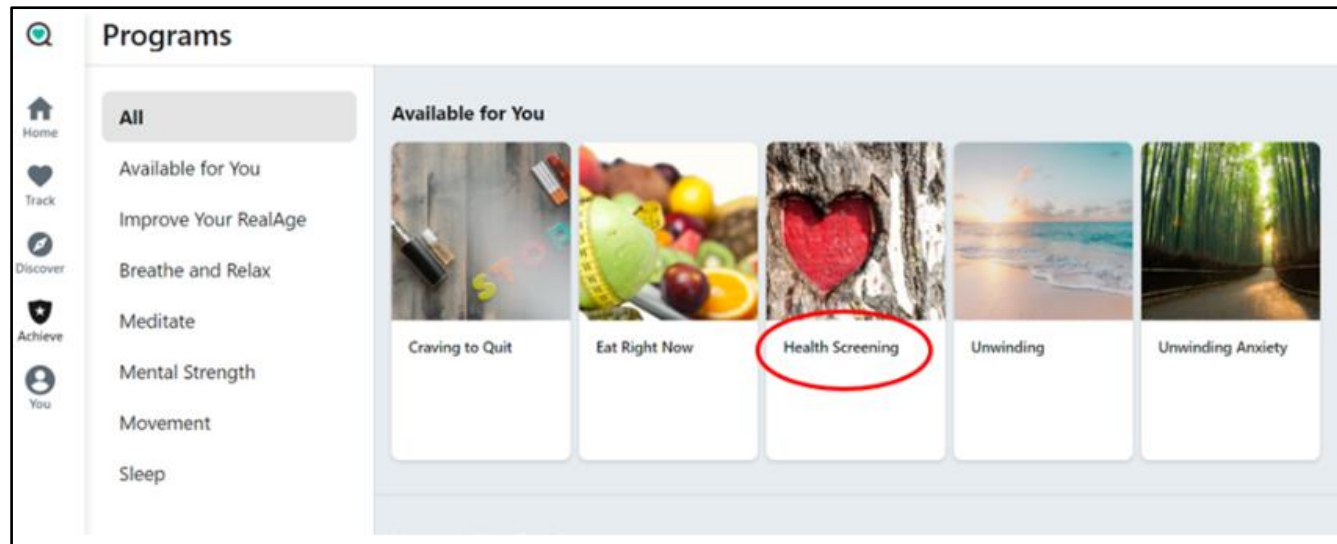 Programs
Home
Track
Discover
Achieve
You
All
Available for You
Improve Your RealAge
Breathe and Relax
Meditate
Mental Strength
Movement
Sleep
Available for You
STOP
Craving to Quit
Eat Right Now
Health Screening
Unwinding
Unwinding Anxiety